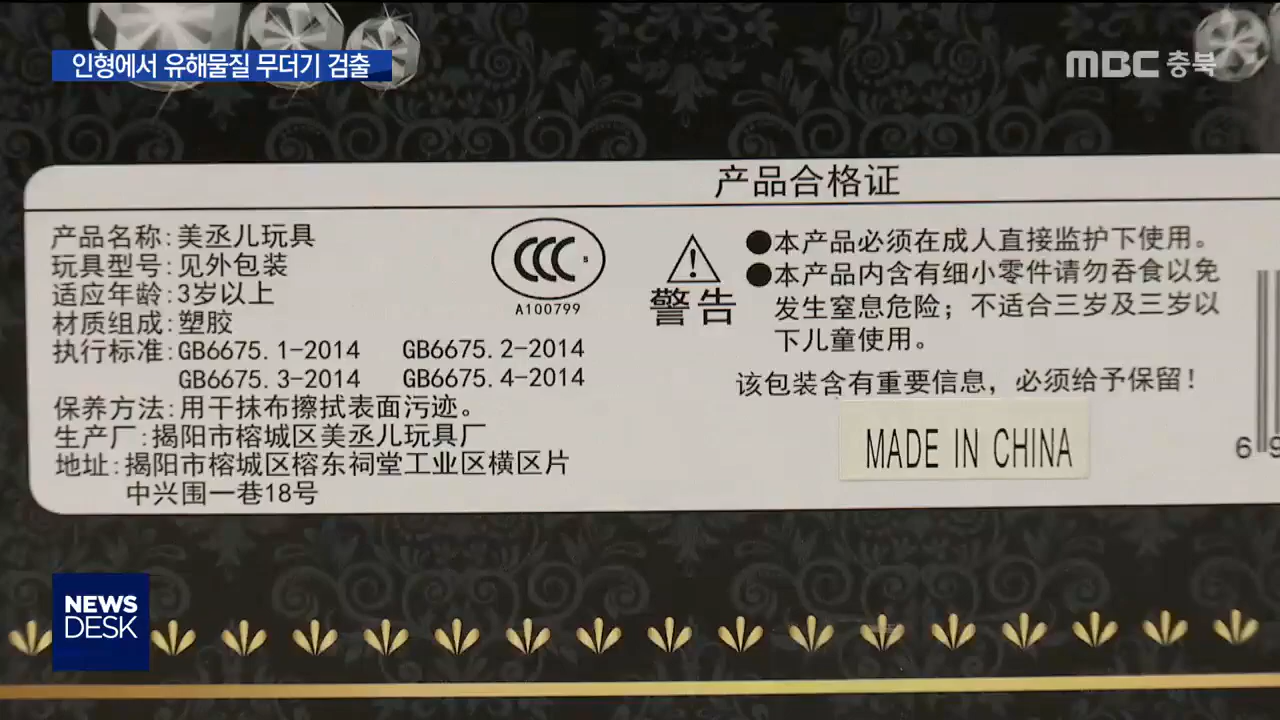 인형에서 유해물질 무더기 검출
MBC 충북
产品合格证
产品名称:美丞儿玩具
玩具型号:见外包装
适应年龄:3岁以上
材质组成:塑胶
执行标准:GB6675.1-2014 GB6675.2-2014
GB6675.3-2014 GB6675.4-2014
保养方法:用干抹布擦拭表面污迹。
生产厂:揭阳市榕城区美丞儿玩具厂
地址:揭阳市榕城区榕东祠堂工业区横区片
中兴围一巷18号
CCC
A100799
警告
●本产品必须在成人直接监护下使用。
●本产品内含有细小零件请勿吞食以免
发生窒息危险；不适合三岁及三岁以
下儿童使用。
该包装含有重要信息，必须给予保留！
MADE IN CHINA
69
NEWS
DESK